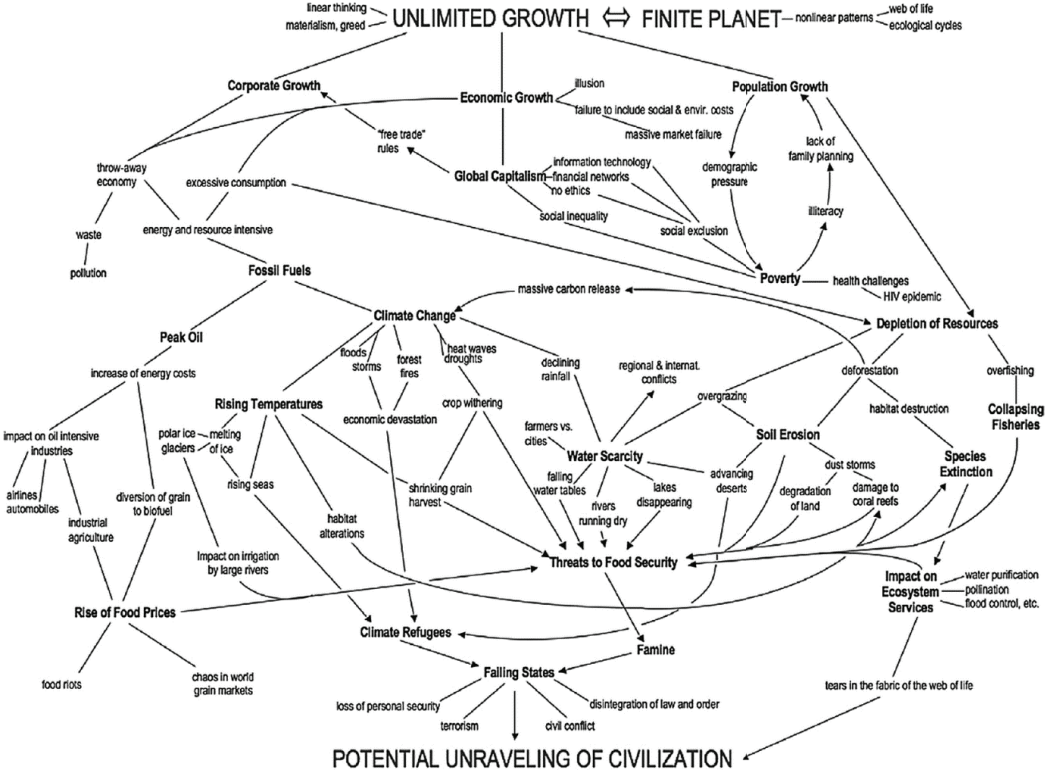 linear thinking
materialism, greed
UNLIMITED GROWTH ⇔ FINITE PLANET
nonlinear patterns
web of life
ecological cycles
Corporate Growth
Economic Growth
illusion
failure to include social & envir. costs
massive market failure
Population Growth
"free trade"
rules
lack of
family planning
throw-away
economy
excessive consumption
Global Capitalism
information technology
financial networks
no ethics
demographic
pressure
social inequality
social exclusion
illiteracy
waste
energy and resource intensive
pollution
Fossil Fuels
Poverty
health challenges
HIV epidemic
massive carbon release
Climate Change
Depletion of Resources
Peak Oil
floods
storms
forest
fires
heat waves
droughts
declining
rainfall
regional & internat.
conflicts
deforestation
overfishing
increase of energy costs
overgrazing
habitat destruction
Collapsing
Fisheries
Rising Temperatures
economic devastation
crop withering
impact on oil intensive
industries
polar ice
glaciers
melting
of ice
farmers vs.
cities
Soil Erosion
Water Scarcity
Species
Extinction
rising seas
falling
water tables
lakes
disappearing
advancing
deserts
dust storms
airlines
automobiles
diversion of grain
to biofuel
shrinking grain
harvest
rivers
running dry
degradation
of land
damage to
coral reefs
industrial
agriculture
habitat
alterations
Impact on irrigation
by large rivers
Threats to Food Security
Impact on
Ecosystem
Services
water purification
pollination
flood control, etc.
Rise of Food Prices
Climate Refugees
Famine
food riots
chaos in world
grain markets
Failing States
tears in the fabric of the web of life
loss of personal security
terrorism
civil conflict
disintegration of law and order
POTENTIAL UNRAVELING OF CIVILIZATION